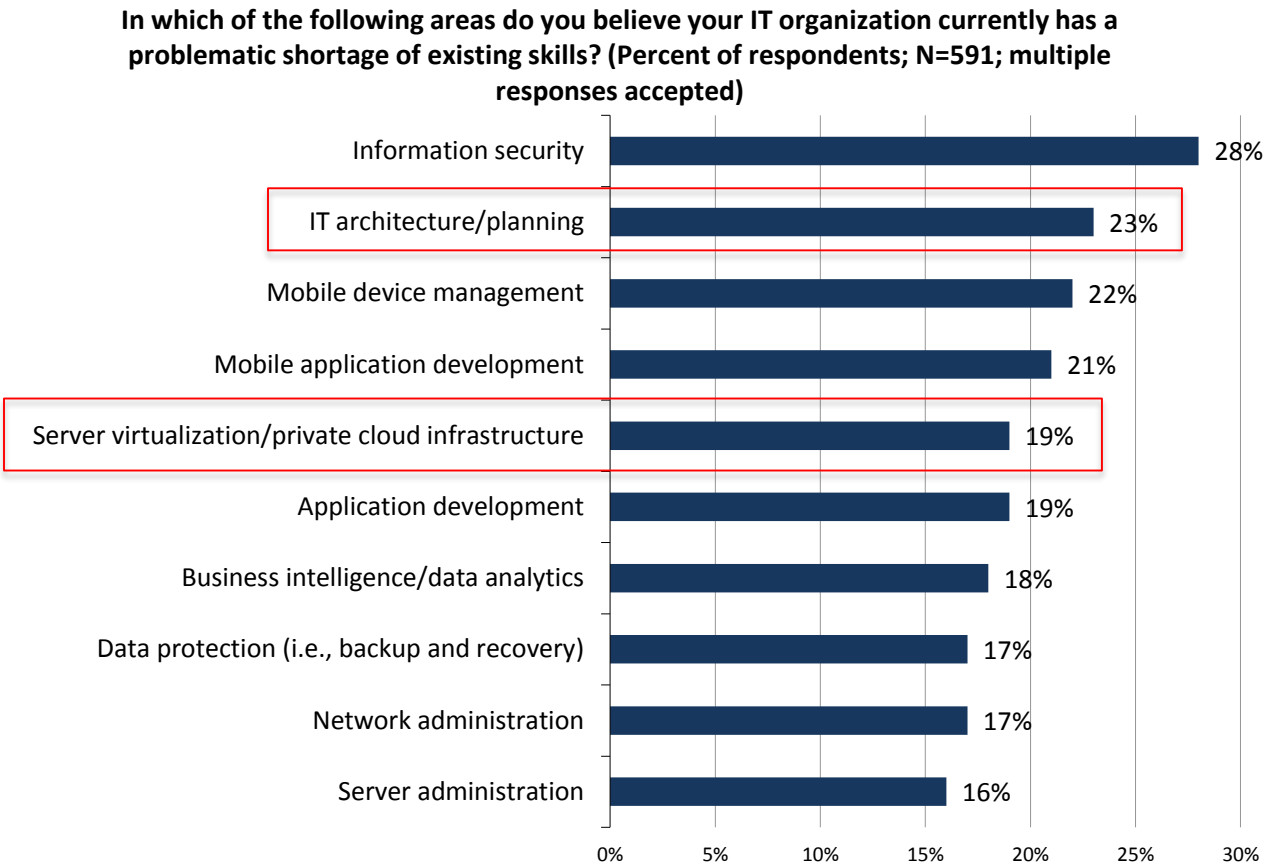 In which of the following areas do you believe your IT organization currently has a
problematic shortage of existing skills? (Percent of respondents; N=591; multiple
responses accepted)
Information security 28%
IT architecture/planning 23%
Mobile device management 22%
Mobile application development 21%
Server virtualization/private cloud infrastructure 19%
Application development 19%
Business intelligence/data analytics 18%
Data protection (i.e., backup and recovery) 17%
Network administration 17%
Server administration 16%
0% 5% 10% 15% 20% 25% 30%